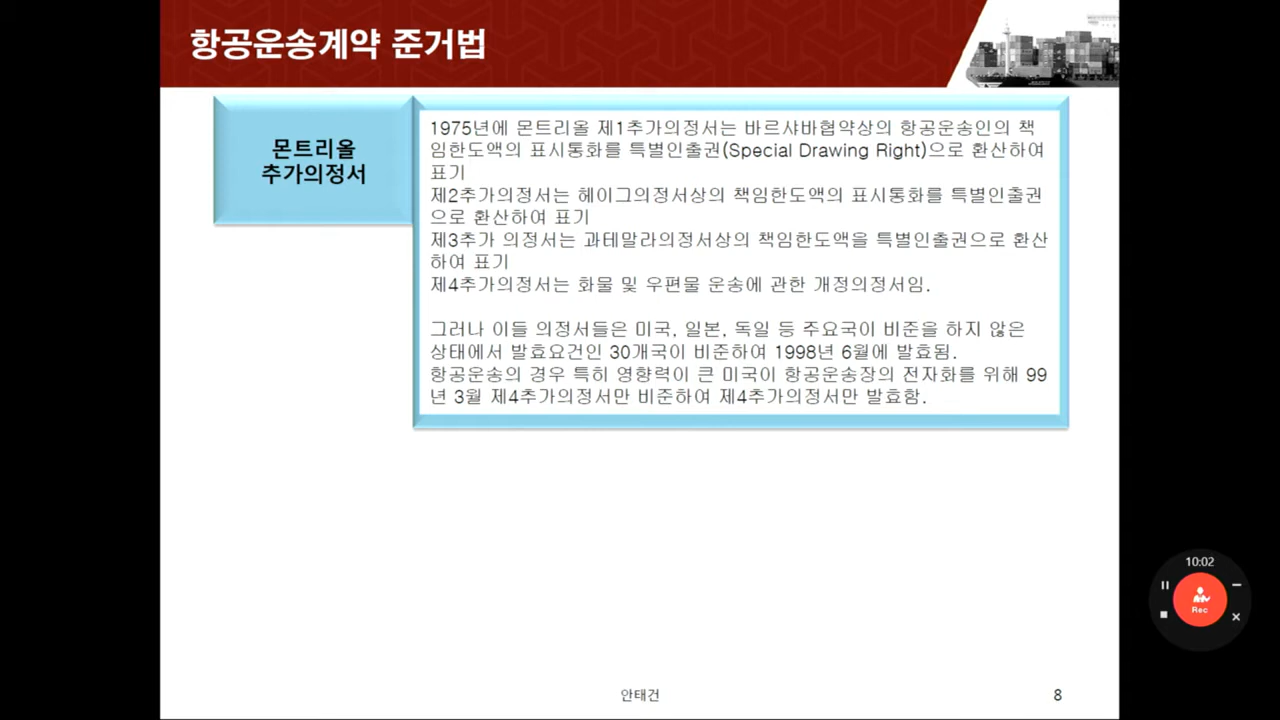 항공운송계약 준거법
몬트리올
추가의정서
1975년에 몬트리올 제1추가의정서는 바르샤바협약상의 항공운송인의 책
임한도액의 표시통화를 특별인출권(Special Drawing Right)으로 환산하여
표기
제2추가의정서는 헤이그의정서상의 책임한도액의 표시통화를 특별인출권
으로 환산하여 표기
제3추가 의정서는 과테말라의정서상의 책임한도액을 특별인출권으로 환산
하여 표기
제4추가의정서는 화물 및 우편물 운송에 관한 개정의정서임.
그러나 이들 의정서들은 미국, 일본, 독일 등 주요국이 비준을 하지 않은
상태에서 발효요건인 30개국이 비준하여 1998년 6월에 발효됨.
항공운송의 경우 특히 영향력이 큰 미국이 항공운송장의 전자화를 위해 99
년 3월 제4추가의정서만 비준하여 제4추가의정서만 발효함.
10:02
Rec
안태건
8